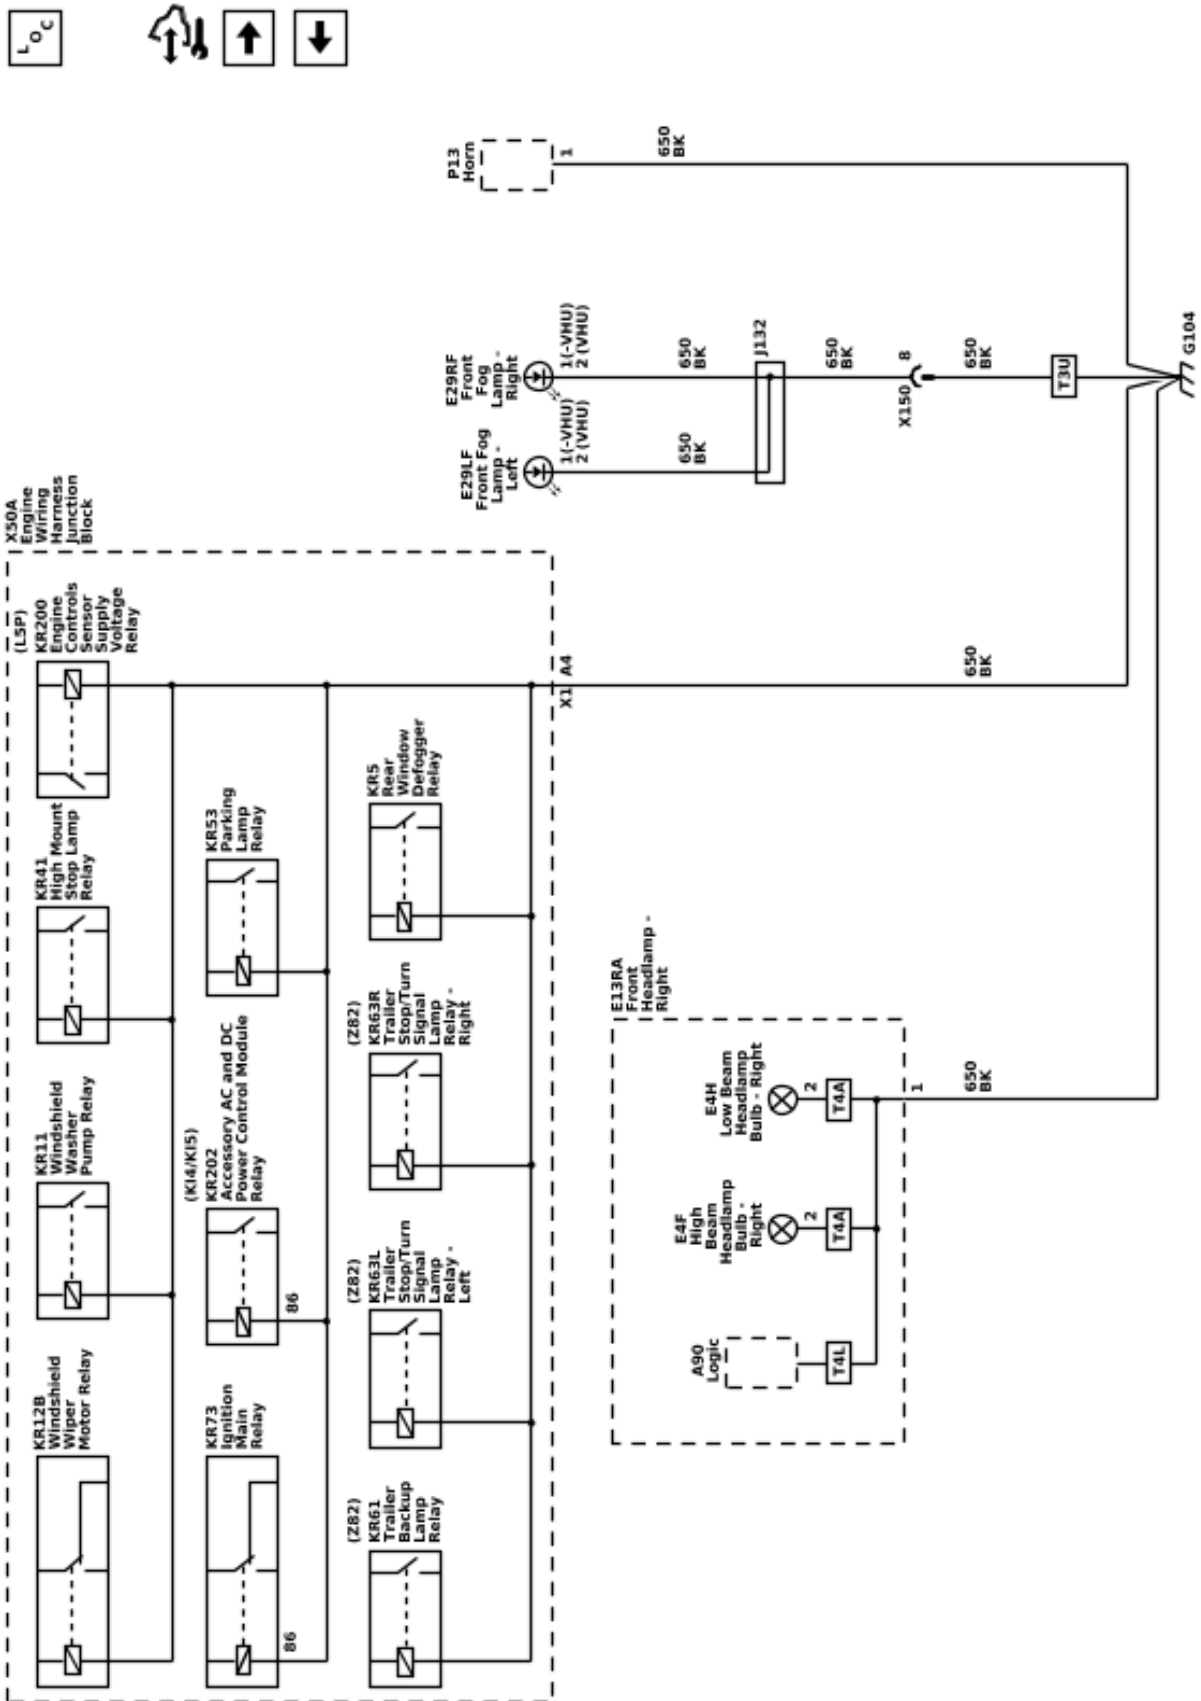 LOC
X50A
Engine
Wiring
Harness
Junction
Block
KR12B
Windshield
Wiper
Motor Relay
KR11
Windshield
Washer
Pump Relay
KR41
High Mount
Stop Lamp
Relay
(L5P)
KR200
Engine
Controls
Sensor
Supply
Voltage
Relay
KR73
Ignition
Main
Relay
86
(KI4/KI5)
KR202
Accessory AC and DC
Power Control Module
Relay
86
KR53
Parking
Lamp
Relay
(Z82)
KR61
Trailer
Backup
Lamp
Relay
(Z82)
KR63L
Trailer
Stop/Turn
Signal
Lamp
Relay -
Left
(Z82)
KR63R
Trailer
Stop/Turn
Signal
Lamp
Relay -
Right
KR5
Rear
Window
Defogger
Relay
X1 A4
650
BK
E29LF
Front Fog
Lamp -
Left
1(-VHU)
2 (VHU)
650
BK
E29RF
Front
Fog
Lamp -
Right
1(-VHU)
2 (VHU)
650
BK
J132
650
BK
X150 8
650
BK
T3U
P13
Horn
1
650
BK
E13RA
Front
Headlamp -
Right
A90
Logic
T4L
E4F
High
Beam
Headlamp
Bulb -
Right
2
T4A
E4H
Low Beam
Headlamp
Bulb - Right
2
T4A
1
650
BK
G104